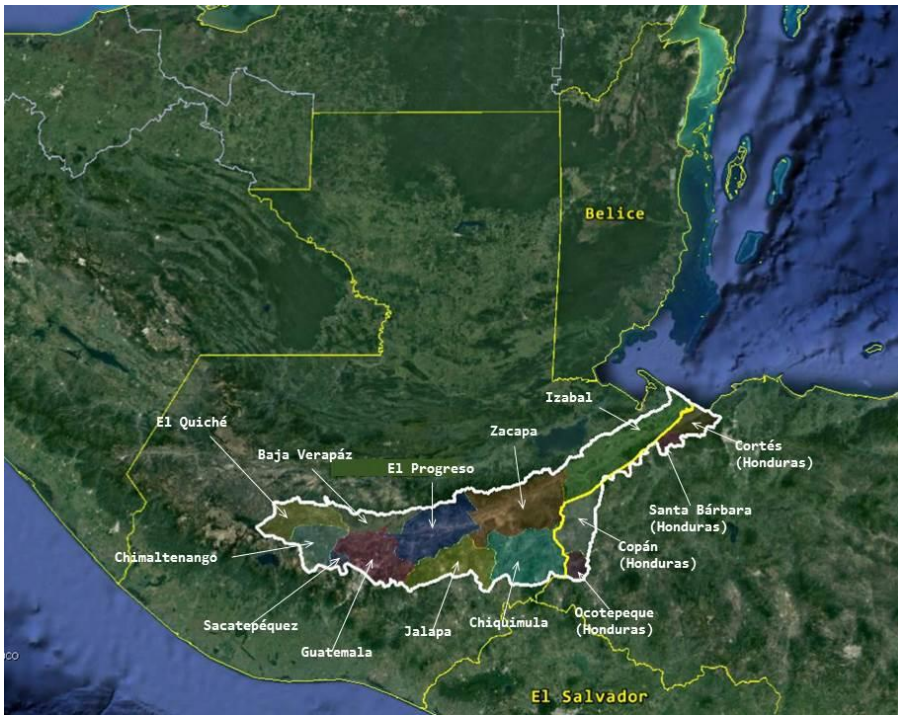 Belice
Izabal
El Quiché
Zacapa
Baja Verapáz
El Progreso
Cortés
(Honduras)
Santa Bárbara
(Honduras)
Copán
(Honduras)
Chimaltenango
Sacatepéquez
Jalapa
Chiquimula
Ocotepeque
(Honduras)
Guatemala
El Salvador